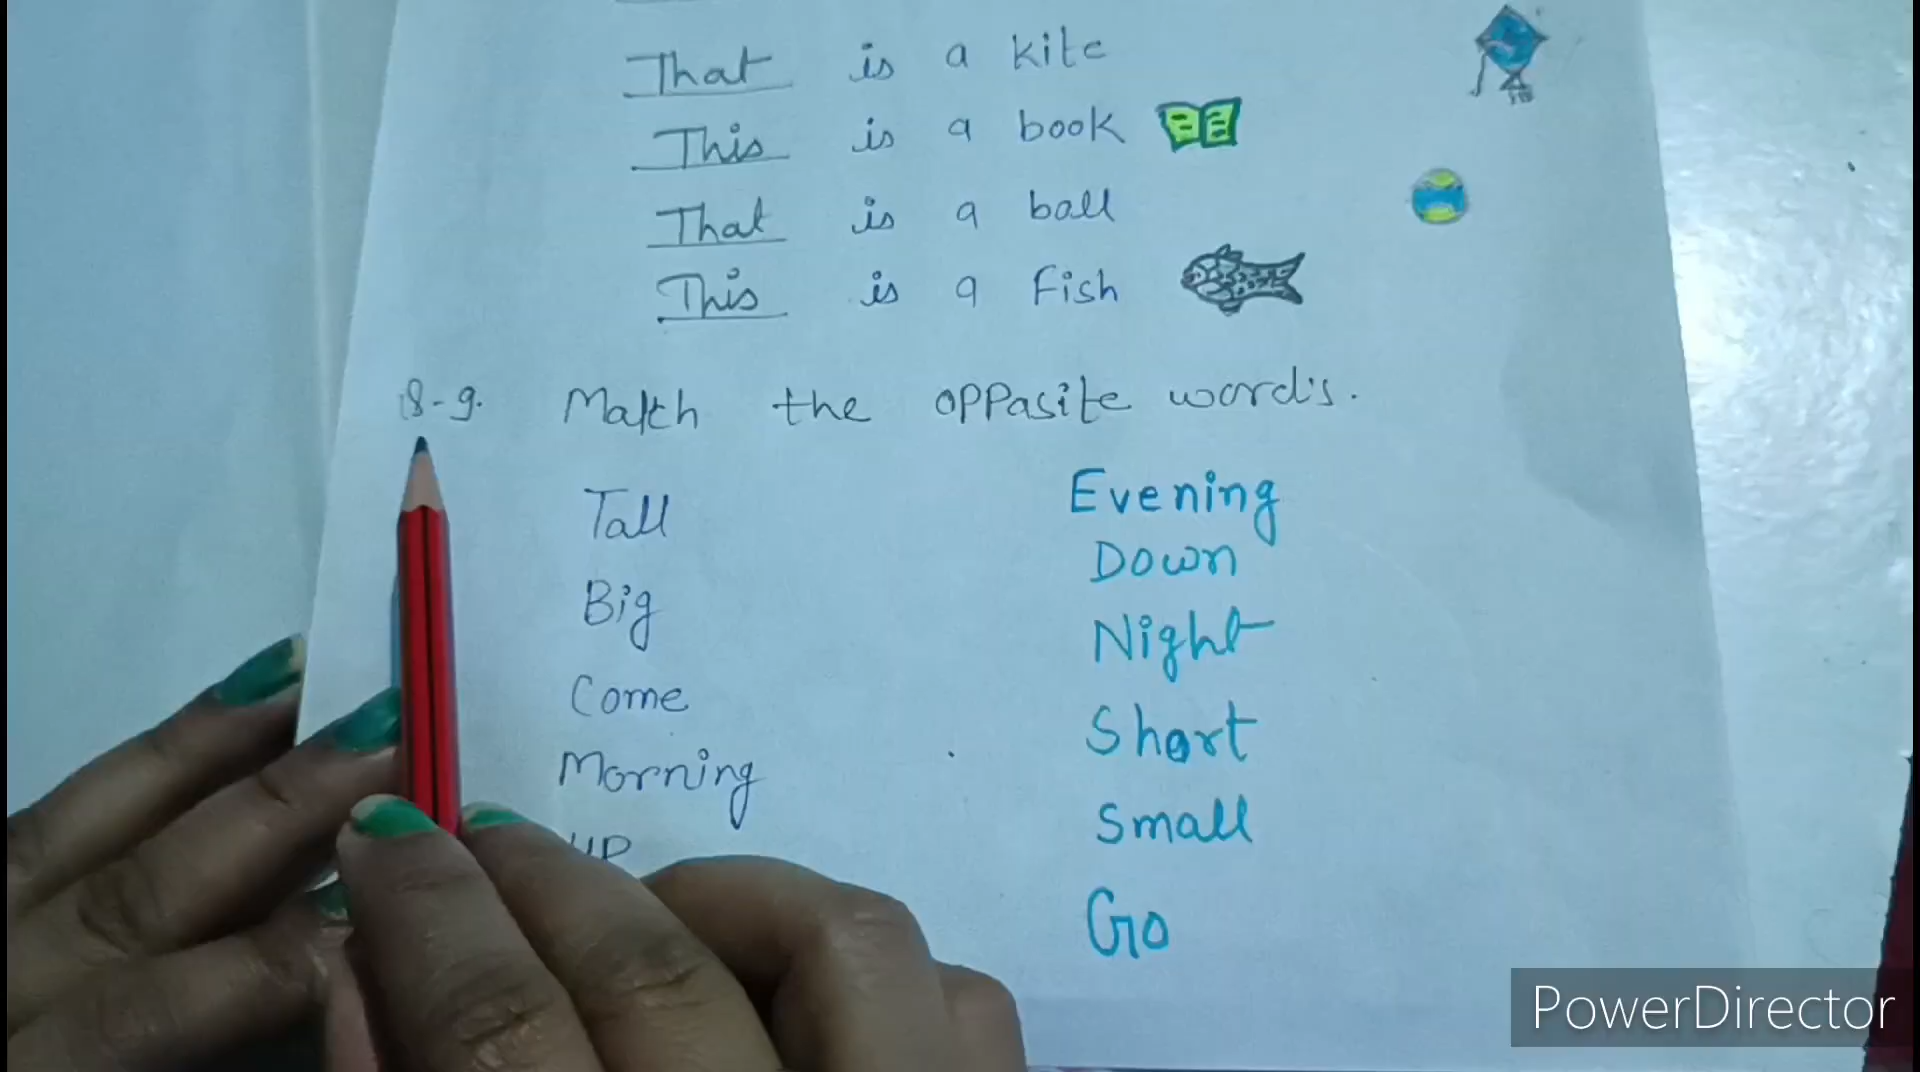 That is a kite
This is a book
That is a ball
This is a Fish
8-9. Match the oppasite words.
Tall Evening
Big Down
Come Night
Morning Short
UP Small
Go
PowerDirector